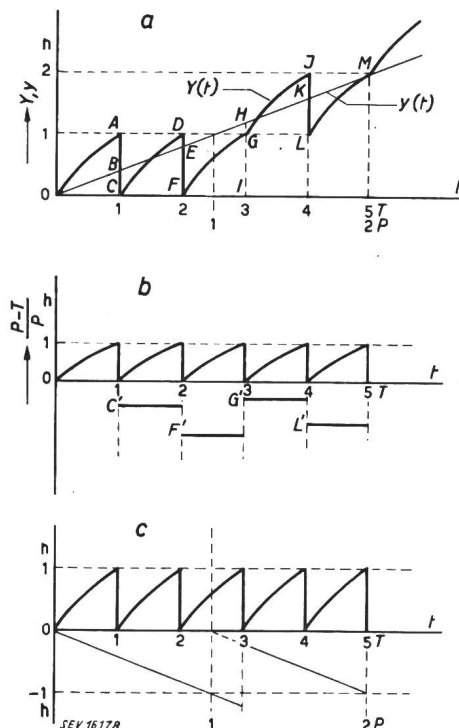 a
n
Y,y
J
M
2
K
Y(t)
y(t)
A
D
H
1
G
L
B
E
C
F
I
0
1
2
3
4
5 T
1
2 P
t
b
n
P-T
P
1
0
1
2
3
4
5 T
t
C'
G'
F'
L'
c
n
1
0
1
2
3
4
5 T
t
-1
n
1
2 P
SEV 16178